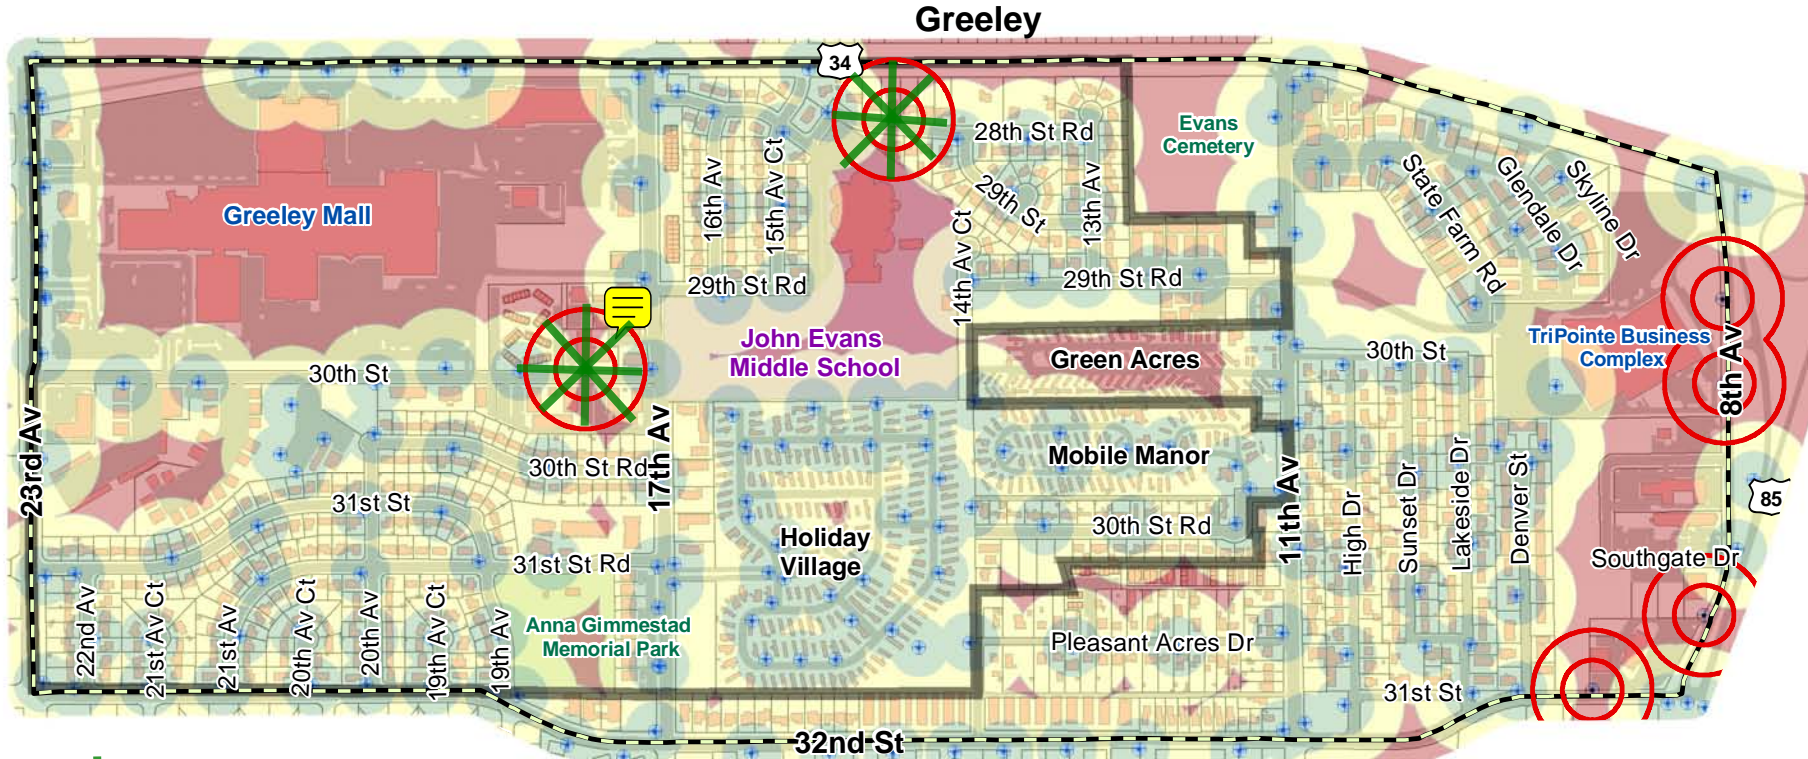 Greeley
34
28th St Rd
Evans
Cemetery
16th Av
15th Av Ct
29th St
13th Av
State Farm Rd
Glendale Dr
Skyline Dr
Greeley Mall
14th Av Ct
29th St Rd
29th St Rd
John Evans
Middle School
Green Acres
30th St
TriPointe Business
Complex
8th Av
30th St
23rd Av
17th Av
30th St Rd
Mobile Manor
11th Av
31st St
Holiday
Village
30th St Rd
High Dr
Sunset Dr
Lakeside Dr
Denver St
85
31st St Rd
Southgate Dr
22nd Av
21st Av Ct
21st Av
20th Av Ct
20th Av
19th Av Ct
19th Av
Anna Gimmestad
Memorial Park
Pleasant Acres Dr
31st St
32nd St